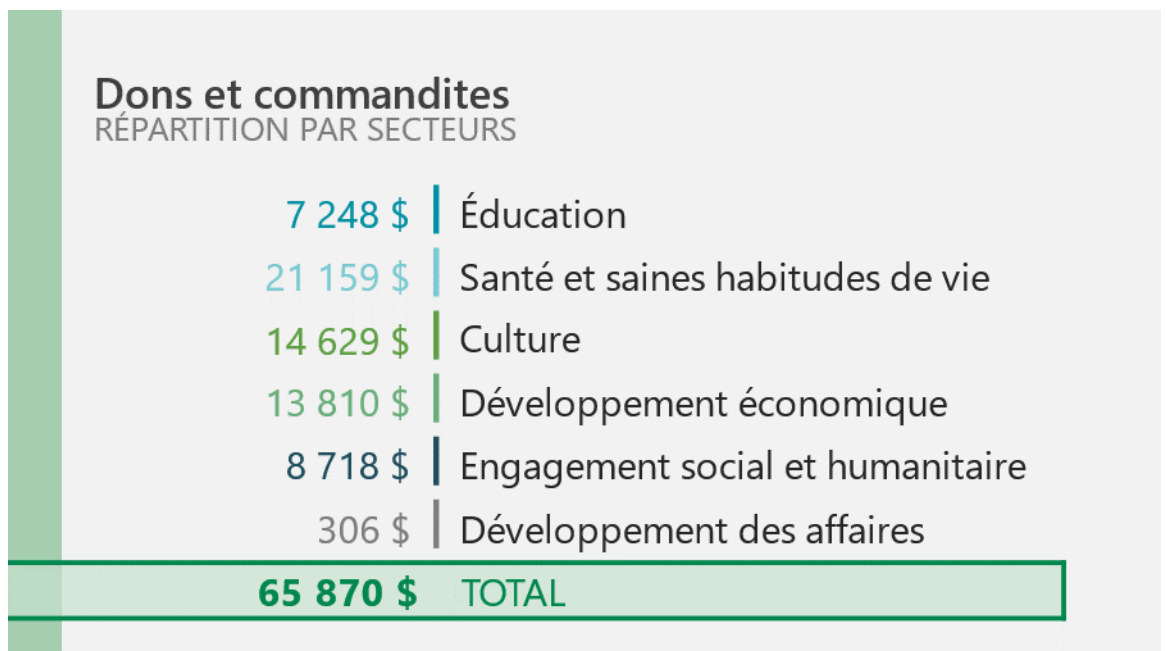 Dons et commandites
RÉPARTITION PAR SECTEURS
7 248 $ Éducation
21 159 $ Santé et saines habitudes de vie
14 629 $ Culture
13 810 $ Développement économique
8 718 $ Engagement social et humanitaire
306 $ Développement des affaires
65 870 $ TOTAL